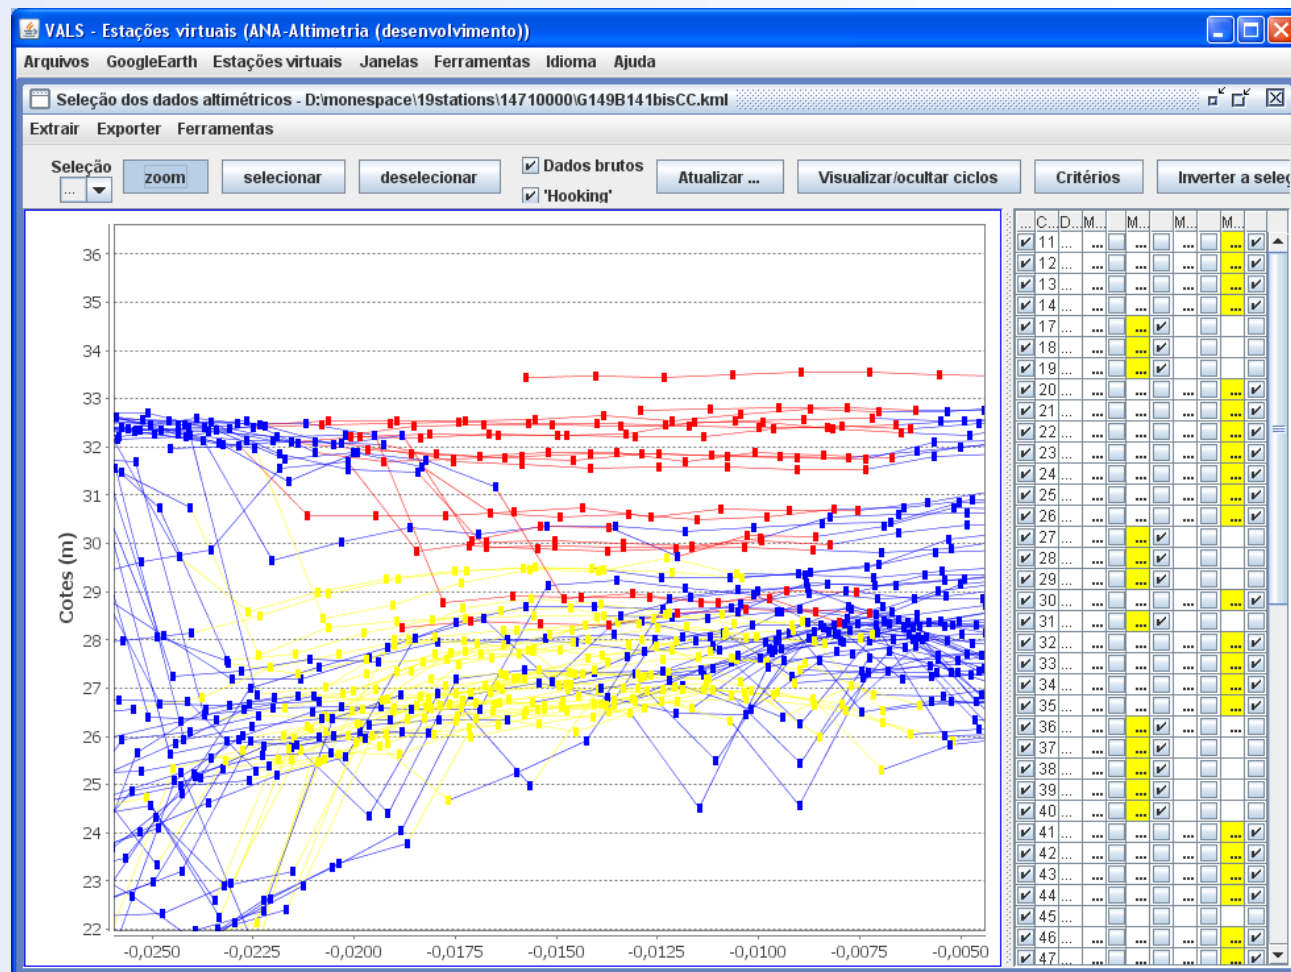 VALS - Estações virtuais (ANA-Altimetria (desenvolvimento))
Arquivos GoogleEarth Estações virtuais Janelas Ferramentas Idioma Ajuda
Seleção dos dados altimétricos - D:\monespace\19stations\14710000\G149B141bisCC.kml
Extrair Exporter Ferramentas
Seleção
... zoom selecionar deselecionar
Dados brutos
'Hooking'
Atualizar ... Visualizar/ocultar ciclos Critérios Inverter a seleç
... C... D... M... M... M... M...
36
35
34
33
32
31
30
29
28
27
26
25
24
23
22
Cotes (m)
-0,0250 -0,0225 -0,0200 -0,0175 -0,0150 -0,0125 -0,0100 -0,0075 -0,0050
11 ... ... ... ... ...
12 ... ... ... ... ...
13 ... ... ... ... ...
14 ... ... ... ... ...
17 ... ... ...
18 ... ... ...
19 ... ... ...
20 ... ... ... ... ...
21 ... ... ... ... ...
22 ... ... ... ... ...
23 ... ... ... ... ...
24 ... ... ... ... ...
25 ... ... ... ... ...
26 ... ... ... ... ...
27 ... ... ...
28 ... ... ...
29 ... ... ...
30 ... ... ... ... ...
31 ... ... ...
32 ... ... ... ... ...
33 ... ... ... ... ...
34 ... ... ... ... ...
35 ... ... ... ... ...
36 ... ... ... ... ...
37 ... ... ...
38 ... ... ...
39 ... ... ...
40 ... ... ...
41 ... ... ... ... ...
42 ... ... ... ... ...
43 ... ... ... ... ...
44 ... ... ... ... ...
45 ...
46 ... ... ... ... ...
47 ... ... ... ... ...